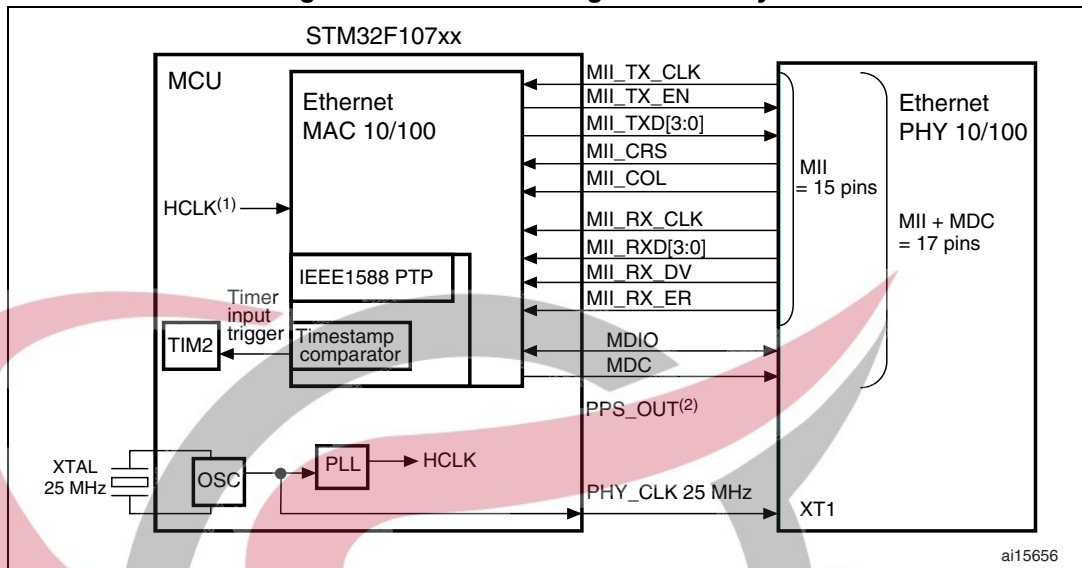 STM32F107xx
MCU
Ethernet
MAC 10/100
HCLK(1)
IEEE1588 PTP
Timer
input
trigger
Timestamp
comparator
TIM2
XTAL
25 MHz
OSC
PLL
HCLK
MII_TX_CLK
MII_TX_EN
MII_TXD[3:0]
MII_CRS
MII_COL
MII_RX_CLK
MII_RXD[3:0]
MII_RX_DV
MII_RX_ER
MDIO
MDC
PPS_OUT(2)
PHY_CLK 25 MHz
Ethernet
PHY 10/100
MII
= 15 pins
MII + MDC
= 17 pins
XT1
ai15656